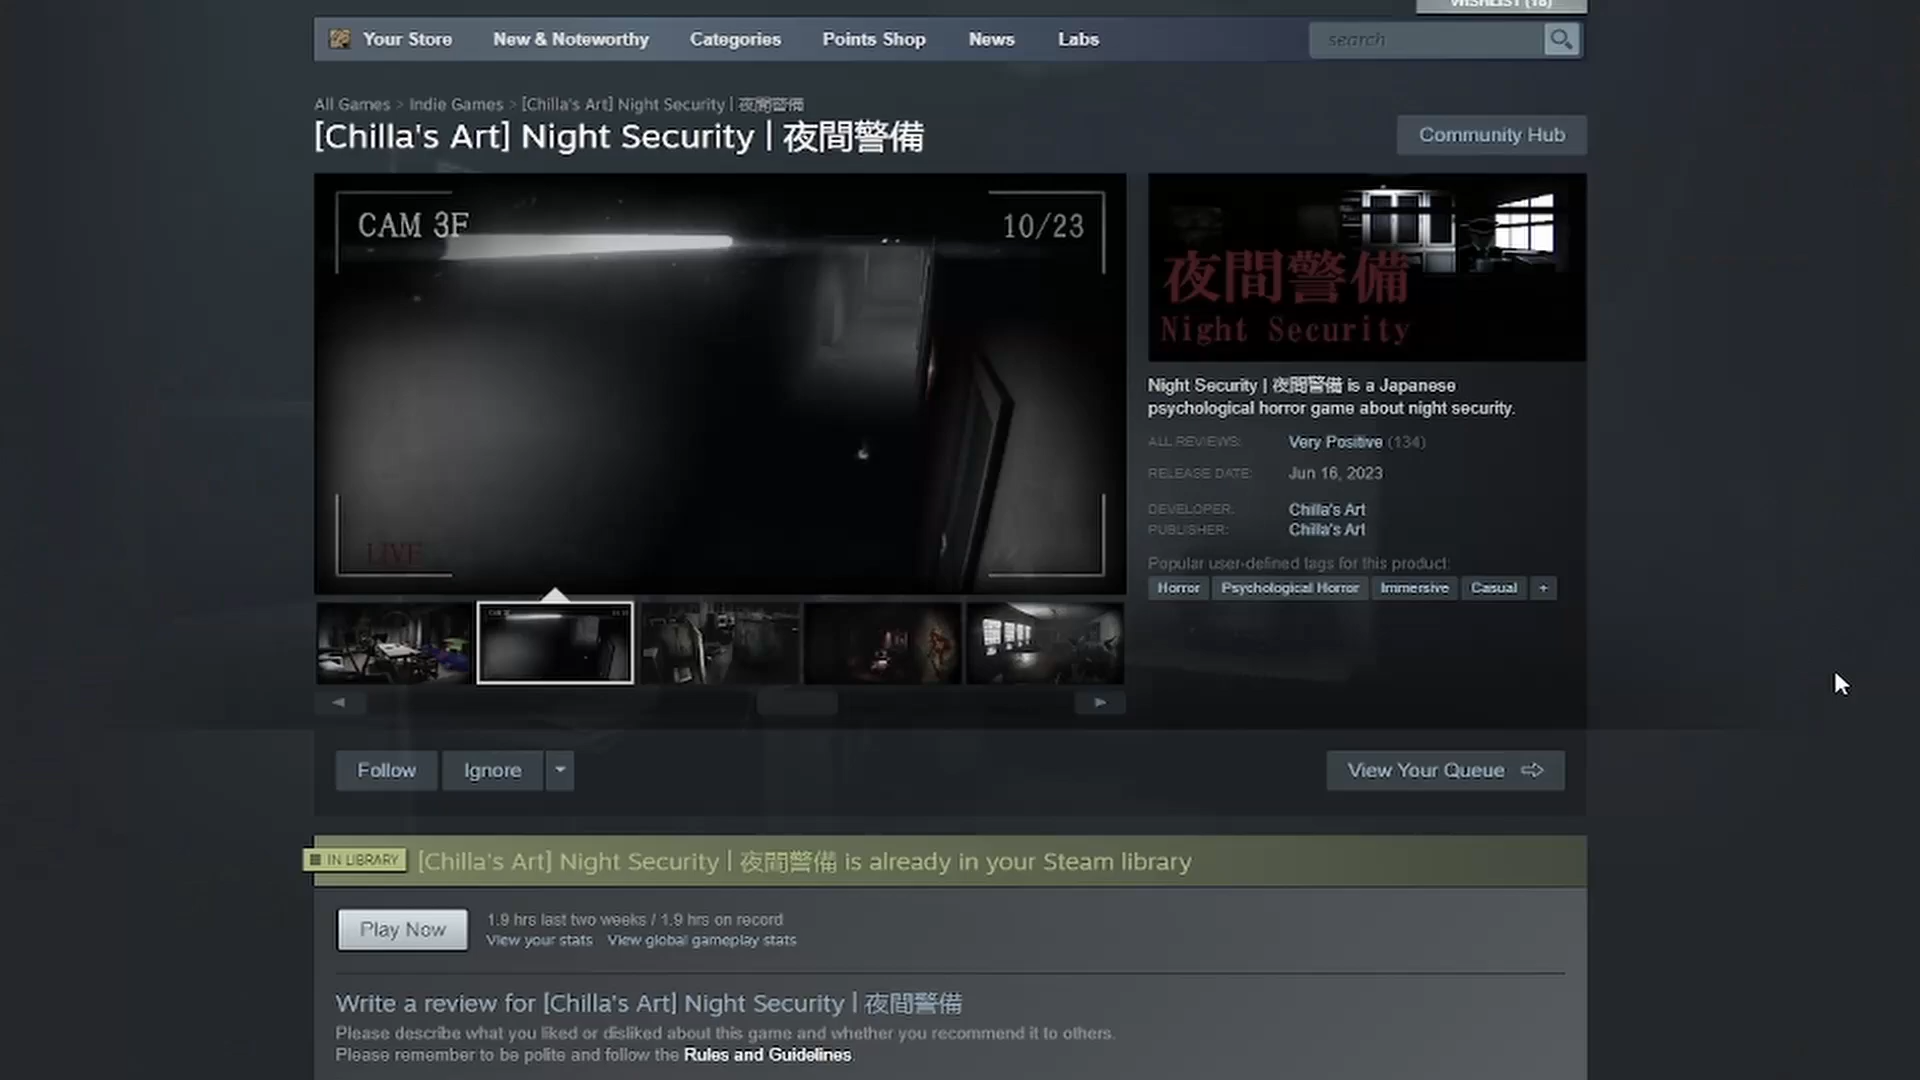 WISHLIST (18)
Your Store New & Noteworthy Categories Points Shop News Labs search
All Games > Indie Games > [Chilla's Art] Night Security | 夜間警備
[Chilla's Art] Night Security | 夜間警備
Community Hub
CAM 3F
10/23
LIVE
夜間警備
Night Security
Night Security | 夜間警備 is a Japanese
psychological horror game about night security.
ALL REVIEWS: Very Positive (134)
RELEASE DATE: Jun 16, 2023
DEVELOPER: Chilla's Art
PUBLISHER: Chilla's Art
Popular user-defined tags for this product:
Horror Psychological Horror Immersive Casual +
Follow Ignore
View Your Queue
IN LIBRARY [Chilla's Art] Night Security | 夜間警備 is already in your Steam library
Play Now
1.9 hrs last two weeks / 1.9 hrs on record
View your stats View global gameplay stats
Write a review for [Chilla's Art] Night Security | 夜間警備
Please describe what you liked or disliked about this game and whether you recommend it to others.
Please remember to be polite and follow the Rules and Guidelines.